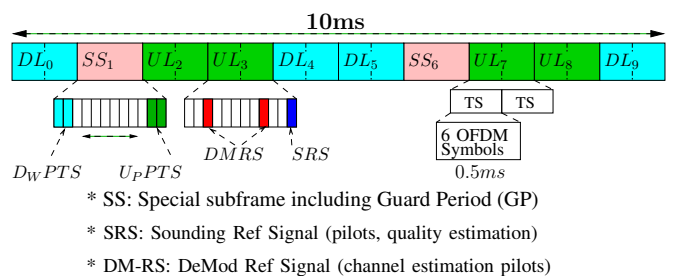 10ms
DL0 SS1 UL2 UL3 DL4 DL5 SS6 UL7 UL8 DL9
TS TS
6 OFDM
Symbols
DMRS SRS
DWPTS UPPTS 0.5ms
* SS: Special subframe including Guard Period (GP)
* SRS: Sounding Ref Signal (pilots, quality estimation)
* DM-RS: DeMod Ref Signal (channel estimation pilots)